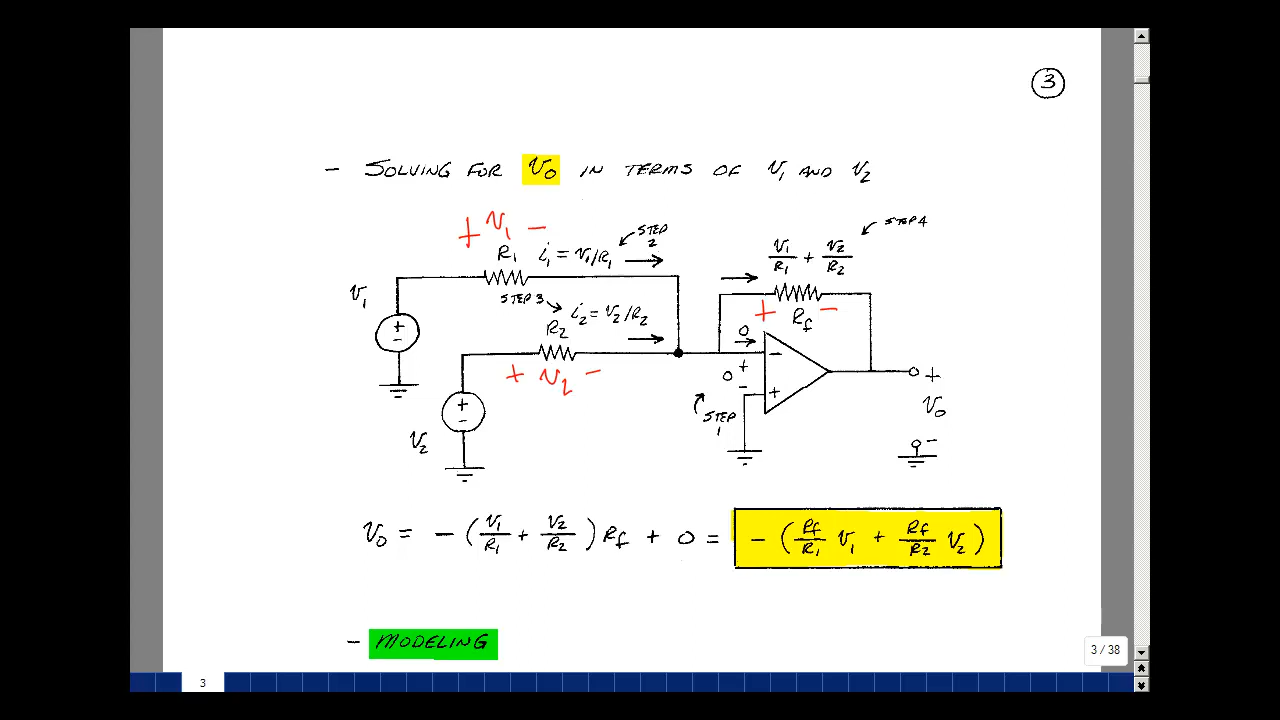 3
- SOLVING FOR V0 IN TERMS OF V1 AND V2
+ V1 -
STEP 2
STEP 4
R1 i1 = V1/R1
V1/R1 + V2/R2
STEP 3
i2 = V2/R2
+ Rf -
V1
+
-
R2
0
-
+ V2 -
0 + -
+
STEP 1
+
V0
-
V2
+
-
V0 = - (V1/R1 + V2/R2) Rf + 0 = - (Rf/R1 V1 + Rf/R2 V2)
- MODELING
3 / 38
3